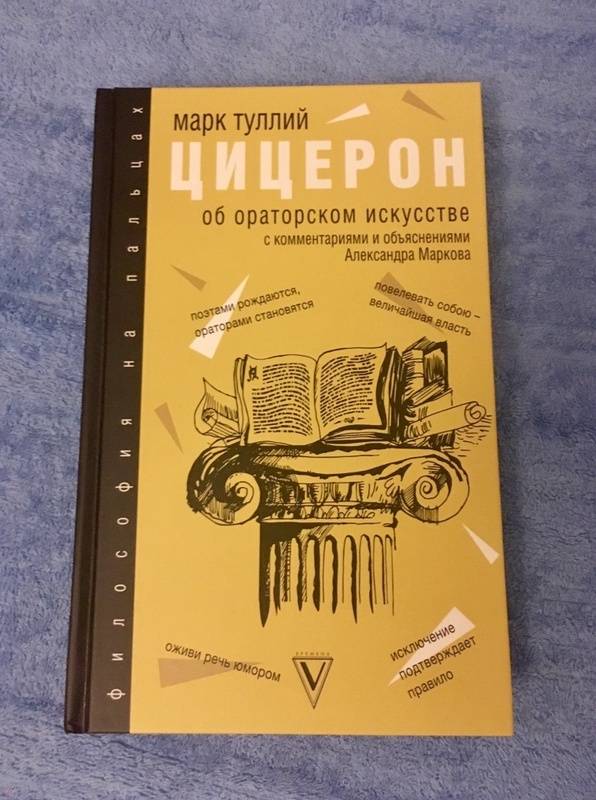 марк туллий
ЦИЦЕРОН
об ораторском искусстве
с комментариями и объяснениями
Александра Маркова
поэтами рождаются,
ораторами становятся
повелевать собою –
величайшая власть
философия на пальцах
оживи речь юмором
ВРЕМЕНА
V
исключение
подтверждает
правило